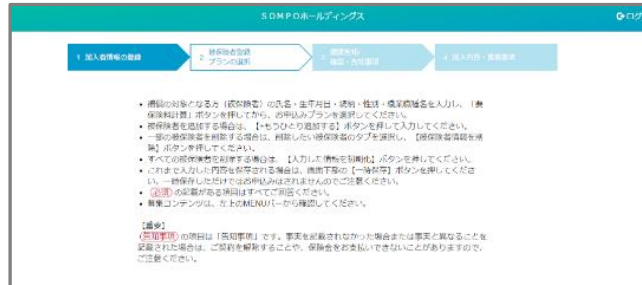 SOMPOホールディングス
ログ
1 加入者情報の登録
2 被保険者登録
プランの選択
3
確認・告知事項
4 加入内容・
• 補償の対象となる方（被保険者）の氏名・生年月日・続柄・性別・職業職種名を入力し、「保
険料計算」ボタンを押してから、お申込みプランを選択してください。
• 被保険者を追加する場合は、【+もうひとり追加する】ボタンを押して入力してください。
• 一部の被保険者を削除する場合は、削除したい被保険者のタブを選択し、【被保険者情報を削
除】ボタンを押してください。
• すべての被保険者を削除する場合は、【入力した情報を初期化】ボタンを押してください。
• これまで入力した内容を保存される場合は、画面下部の【一時保存】ボタンを押してくださ
い。一時保存しただけではお申込みはされませんのでご注意ください。
• 必須 の記載がある項目はすべてご回答ください。
• 募集コンテンツは、左上のMENUバーから確認してください。
【重要】
告知事項 の項目は「告知事項」です。事実を記載されなかった場合または事実と異なることを
記載された場合は、ご契約を解除することや、保険金をお支払いできないことがありますので、
ご注意ください。